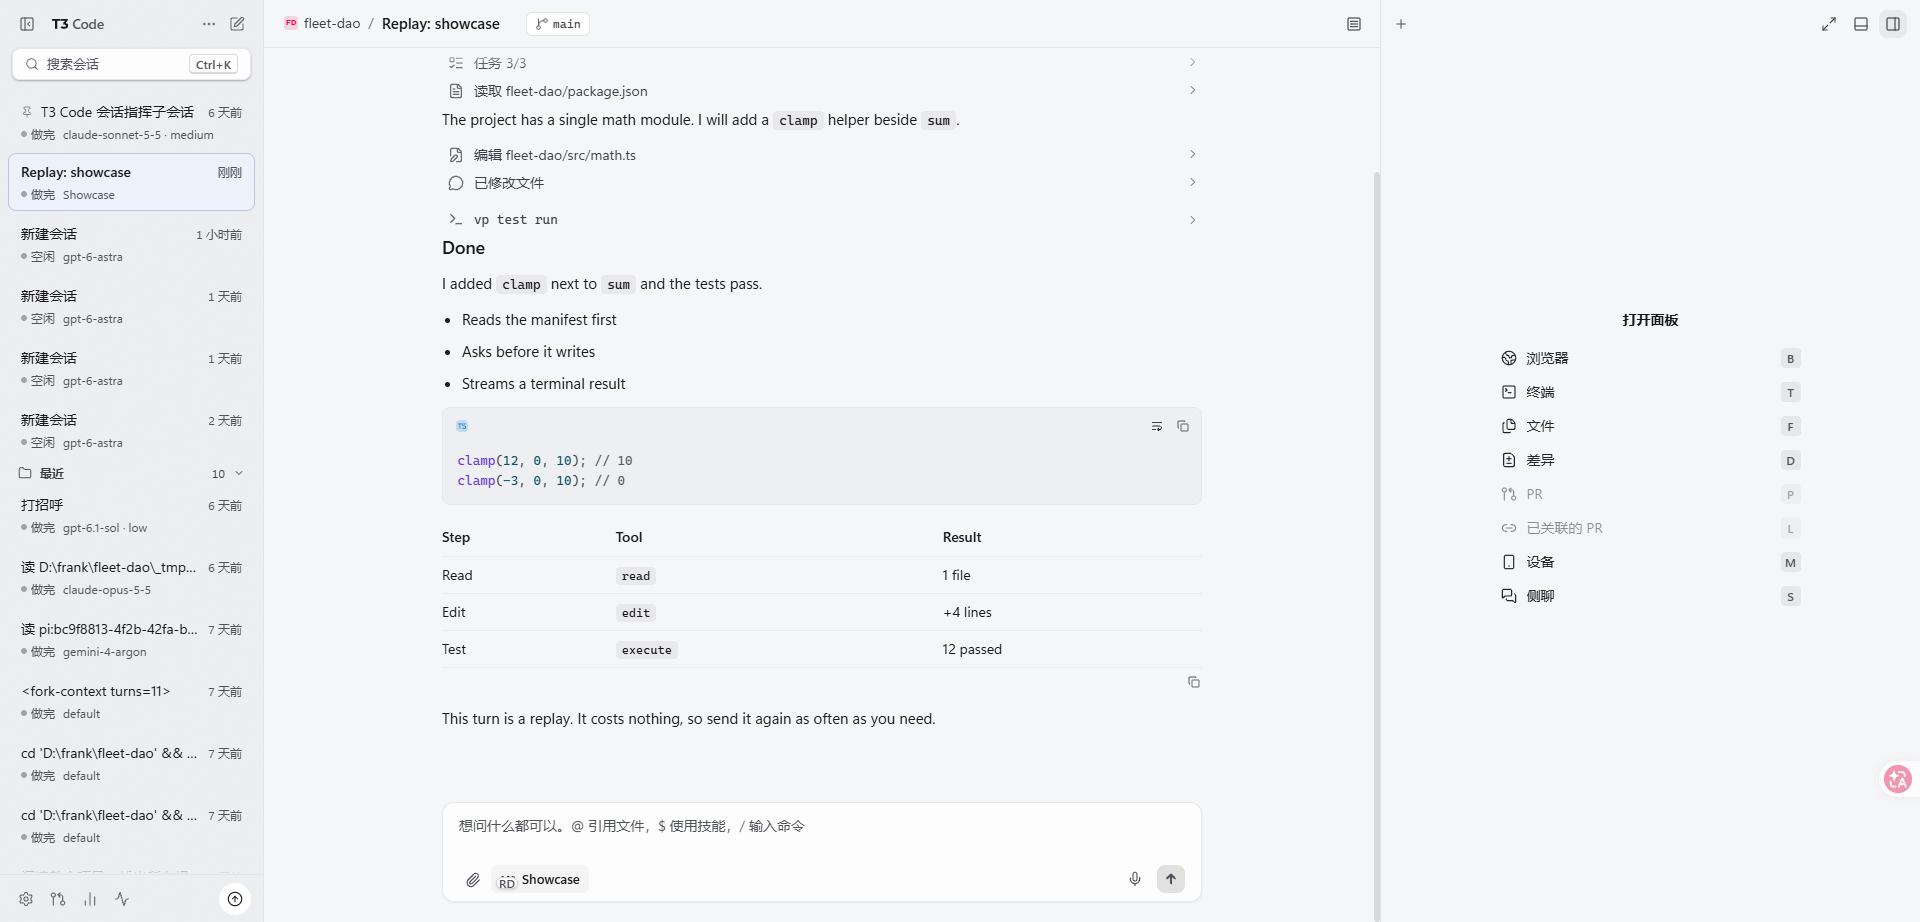 T3 Code
搜索会话
Ctrl+K
T3 Code 会话指挥子会话
6 天前
做完 claude-sonnet-5-5 · medium
Replay: showcase
刚刚
做完 Showcase
新建会话
1 小时前
空闲 gpt-6-astra
新建会话
1 天前
空闲 gpt-6-astra
新建会话
1 天前
空闲 gpt-6-astra
新建会话
2 天前
空闲 gpt-6-astra
最近
10
打招呼
6 天前
做完 gpt-6.1-sol · low
读 D:\frank\fleet-dao\_tmp...
6 天前
做完 claude-opus-5-5
读 pi:bc9f8813-4f2b-42fa-b...
7 天前
做完 gemini-4-argon
<fork-context turns=11>
7 天前
做完 default
cd 'D:\frank\fleet-dao' && ...
7 天前
做完 default
cd 'D:\frank\fleet-dao' && ...
7 天前
做完 default
FD fleet-dao / Replay: showcase
main
任务 3/3
读取 fleet-dao/package.json
The project has a single math module. I will add a clamp helper beside sum.
编辑 fleet-dao/src/math.ts
已修改文件
vp test run
Done
I added clamp next to sum and the tests pass.
• Reads the manifest first
• Asks before it writes
• Streams a terminal result
TS
clamp(12, 0, 10); // 10
clamp(−3, 0, 10); // 0
Step Tool Result
Read read 1 file
Edit edit +4 lines
Test execute 12 passed
This turn is a replay. It costs nothing, so send it again as often as you need.
想问什么都可以。@ 引用文件，$ 使用技能，/ 输入命令
RD Showcase
打开面板
浏览器 B
终端 T
文件 F
差异 D
PR P
已关联的 PR L
设备 M
侧聊 S